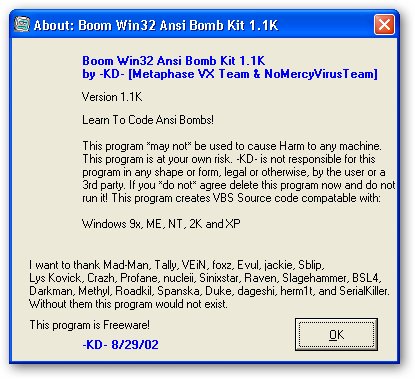 About: Boom Win32 Ansi Bomb Kit 1.1K
Boom Win32 Ansi Bomb Kit 1.1K
by -KD- [Metaphase VX Team & NoMercyVirusTeam]
Version 1.1K
Learn To Code Ansi Bombs!
This program *may not* be used to cause Harm to any machine.
This program is at your own risk. -KD- is not responsible for this
program in any shape or form, legal or otherwise, by the user or a
3rd party. If you *do not* agree delete this program now and do not
run it! This program creates VBS Source code compatable with:
Windows 9x, ME, NT, 2K and XP
I want to thank Mad-Man, Tally, VEiN, foxz, Evul, jackie, Sblip,
Lys Kovick, Crazh, Profane, nucleii, Sinixstar, Raven, Slagehammer, BSL4,
Darkman, Methyl, Roadkil, Spanska, Duke, dageshi, herm1t, and SerialKiller.
Without them this program would not exist.
This program is Freeware!
OK
-KD- 8/29/02